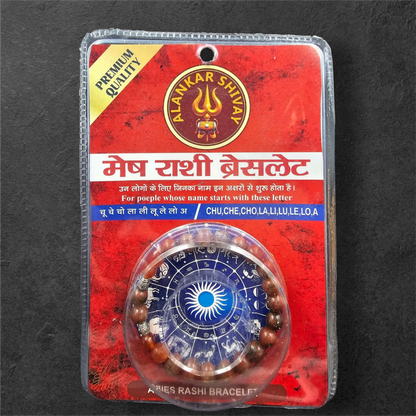 PREMIUM
QUALITY
ALANKAR SHIVAY
मेष राशी ब्रेसलेट
उन लोगो के लिए जिनका नाम इन अक्षरो से शुरू होता है।
For poeple whose name starts with these letter
चू चे चो ला ली लू ले लो अ / CHU,CHE,CHO,LA,LI,LU,LE,LO,A
ARIES RASHI BRACELET